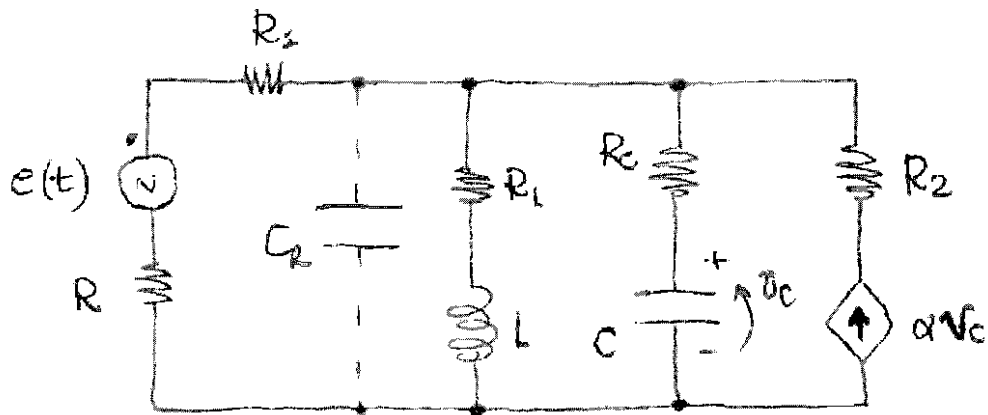 R₁
e(t)
R
C_R
R_L
L
R_C
C
+
-
v_C
R₂
αv_C